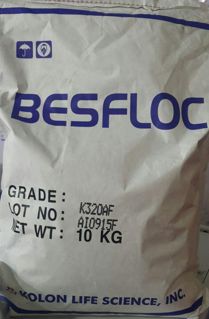 BESFLOC
GRADE: K320AF
LOT NO: AI0915F
NET WT: 10 KG
KOLON LIFE SCIENCE, INC.